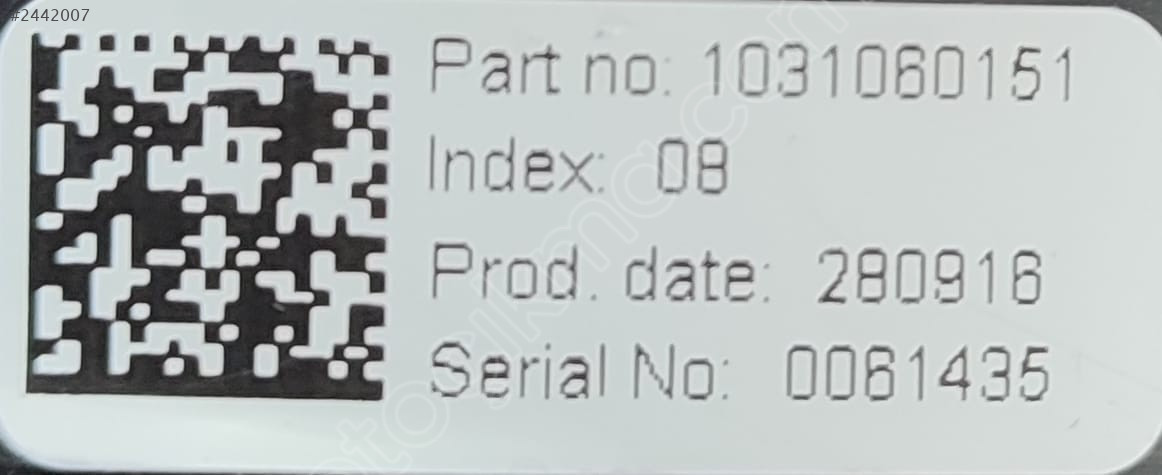 #2442007
Part no: 1031060151
Index: 08
Prod. date: 280916
Serial No: 0061435